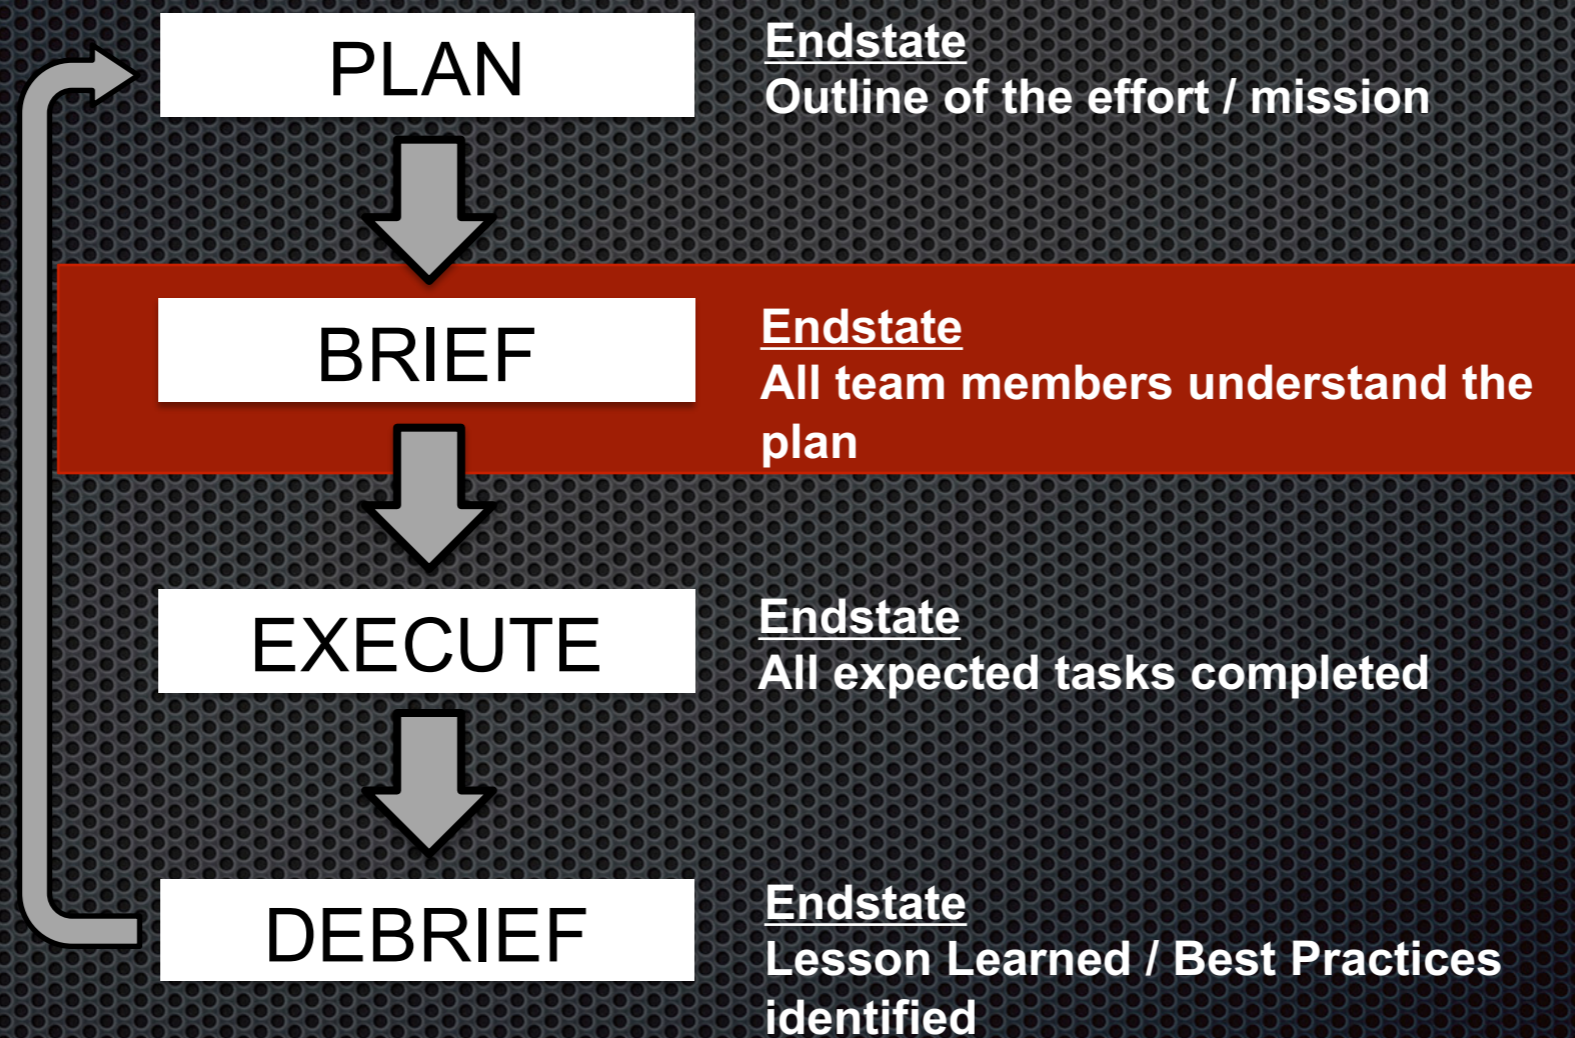 PLAN
Endstate
Outline of the effort / mission
BRIEF
Endstate
All team members understand the
plan
EXECUTE
Endstate
All expected tasks completed
DEBRIEF
Endstate
Lesson Learned / Best Practices
identified